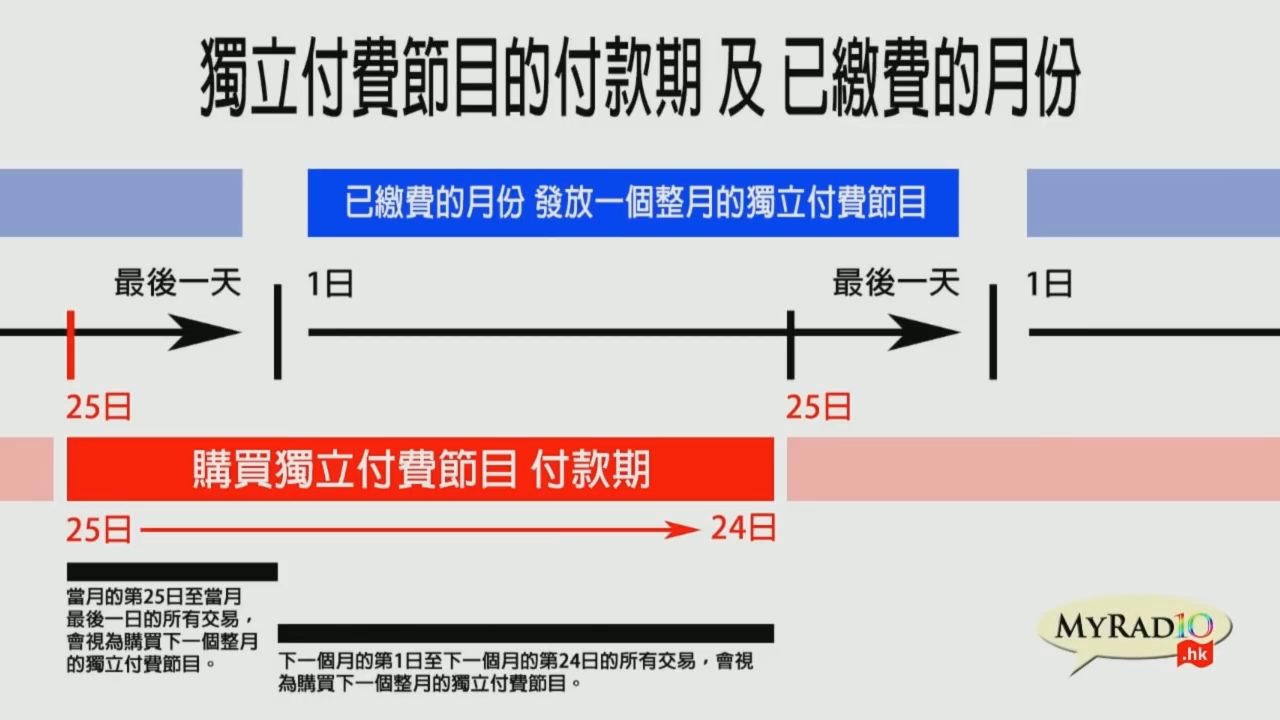 獨立付費節目的付款期 及 已繳費的月份
已繳費的月份 發放一個整月的獨立付費節目
最後一天
1日
最後一天
1日
25日
25日
購買獨立付費節目 付款期
25日
24日
當月的第25日至當月
最後一日的所有交易，
會視為購買下一個整月
的獨立付費節目。
下一個月的第1日至下一個月的第24日的所有交易，會視
為購買下一個整月的獨立付費節目。
MYRAD10
.hk